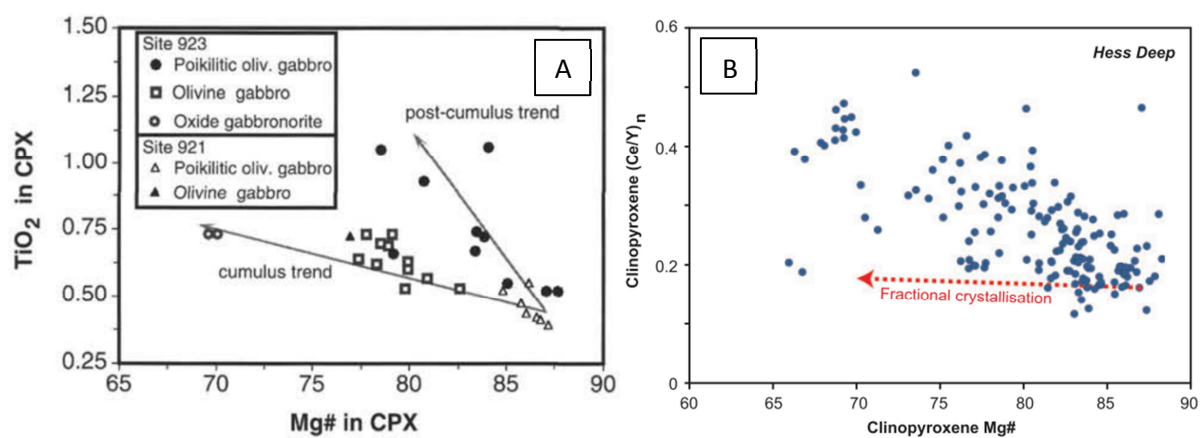 1.50
1.25
1.00
0.75
0.50
0.25
TiO2 in CPX
Site 923
Poikilitic oliv. gabbro
Olivine gabbro
Oxide gabbronorite
Site 921
Poikilitic oliv. gabbro
Olivine gabbro
A
post-cumulus trend
cumulus trend
65 70 75 80 85 90
Mg# in CPX
0.6
0.4
0.2
0
Clinopyroxene (Ce/Y)n
B
Hess Deep
Fractional crystallisation
60 65 70 75 80 85 90
Clinopyroxene Mg#